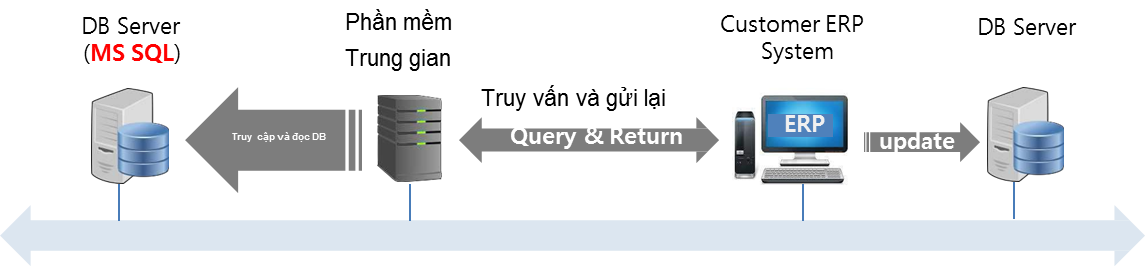 DB Server
(MS SQL)
Phần mềm
Trung gian
Customer ERP
System
DB Server
Truy cập và đọc DB
Truy vấn và gửi lại
Query & Return
ERP
update